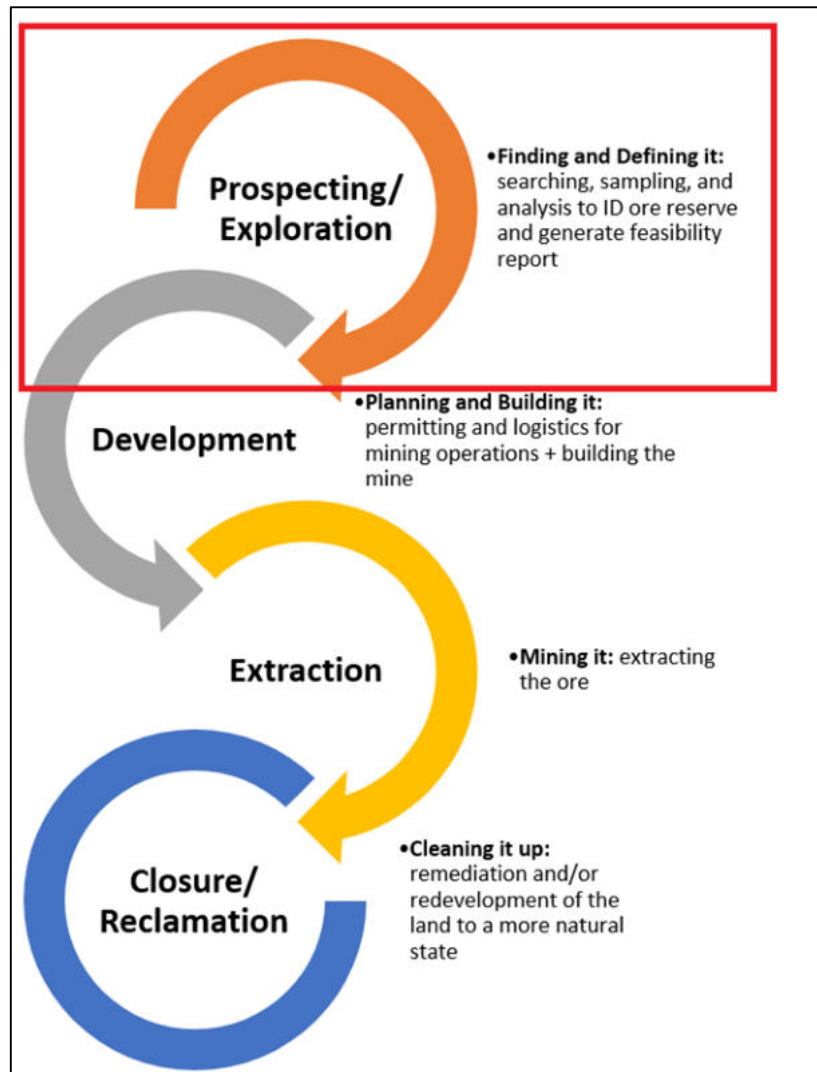 Prospecting/
Exploration
•Finding and Defining it:
searching, sampling, and
analysis to ID ore reserve
and generate feasibility
report
Development
•Planning and Building it:
permitting and logistics for
mining operations + building the
mine
Extraction
•Mining it: extracting
the ore
Closure/
Reclamation
•Cleaning it up:
remediation and/or
redevelopment of the
land to a more natural
state